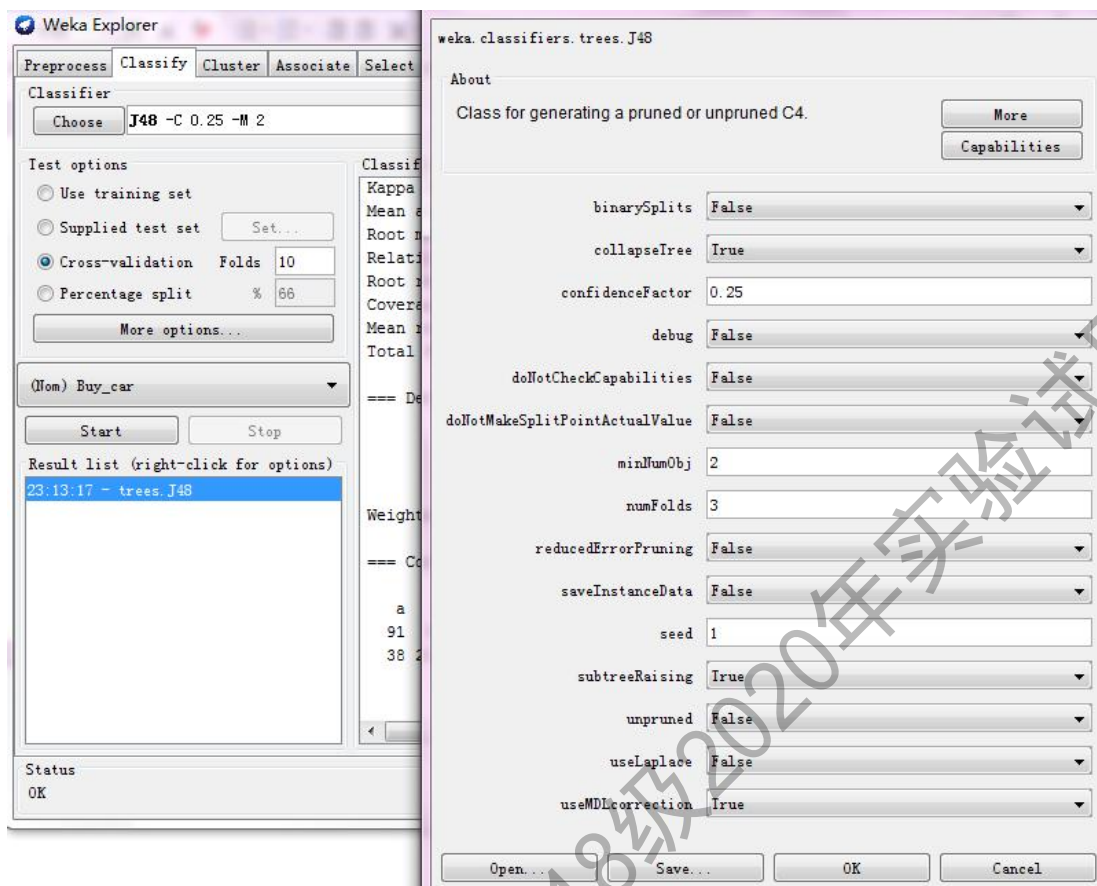 Weka Explorer
Preprocess Classify Cluster Associate Select
Classifier
Choose J48 -C 0.25 -M 2
Test options
Use training set
Supplied test set Set...
Cross-validation Folds 10
Percentage split % 66
More options...
(Nom) Buy_car
Start Stop
Result list (right-click for options)
23:13:17 - trees.J48
Status
OK
Kappa
Mean
Root
Total
=== De
Weight
=== Co
a
91
38 2
weka.classifiers.trees.J48
About
Class for generating a pruned or unpruned C4.
More
Capabilities
binarySplits False
collapseTree True
confidenceFactor 0.25
debug False
doNotCheckCapabilities False
doNotMakeSplitPointActualValue False
minNumObj 2
numFolds 3
reducedErrorPruning False
saveInstanceData False
seed 1
subtreeRaising True
unpruned False
useLaplace False
useMDLcorrection True
Open... Save... OK Cancel
18级2020年实验试